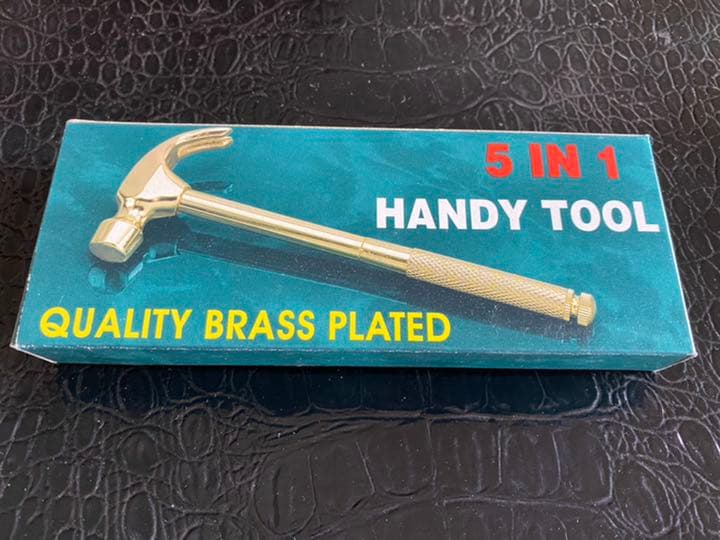 5 IN 1
HANDY TOOL
QUALITY BRASS PLATED